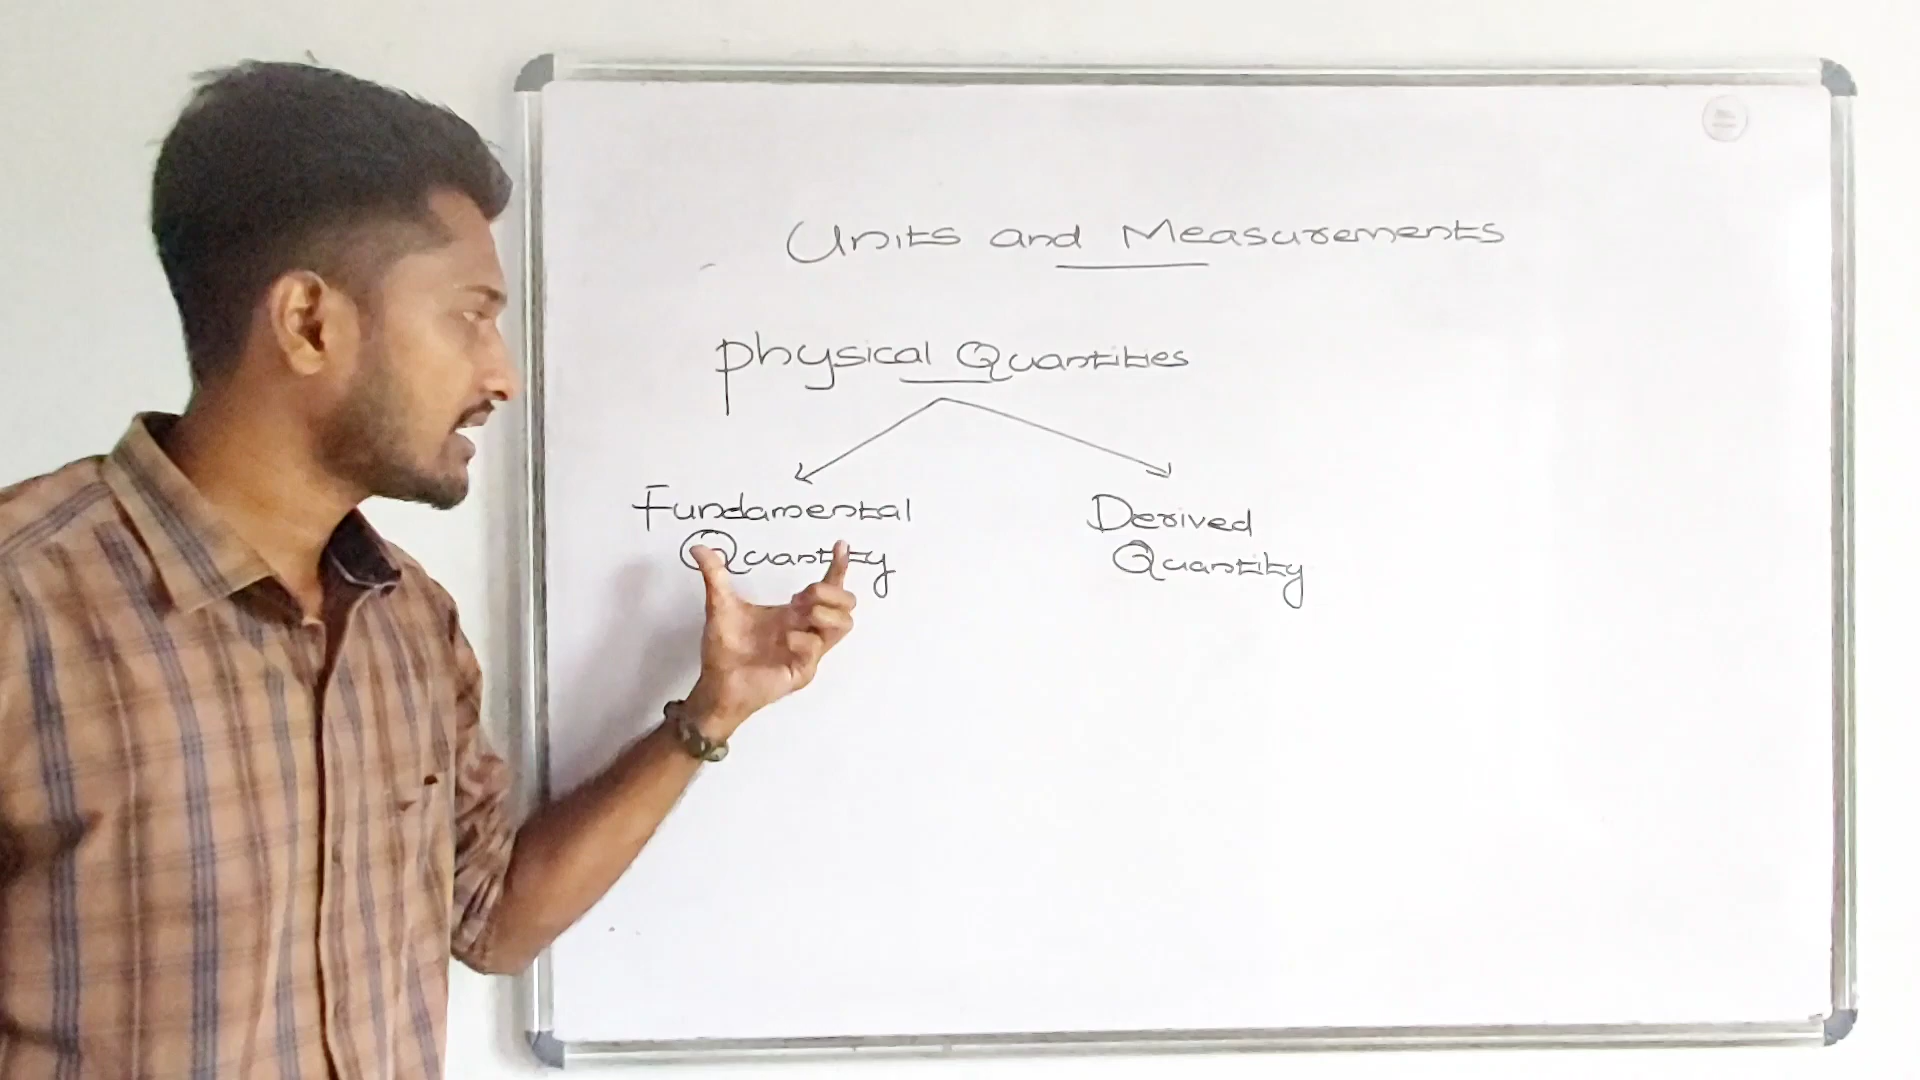 Units and Measurements
Physical Quantities
Fundamental
Quantity
Derived
Quantity